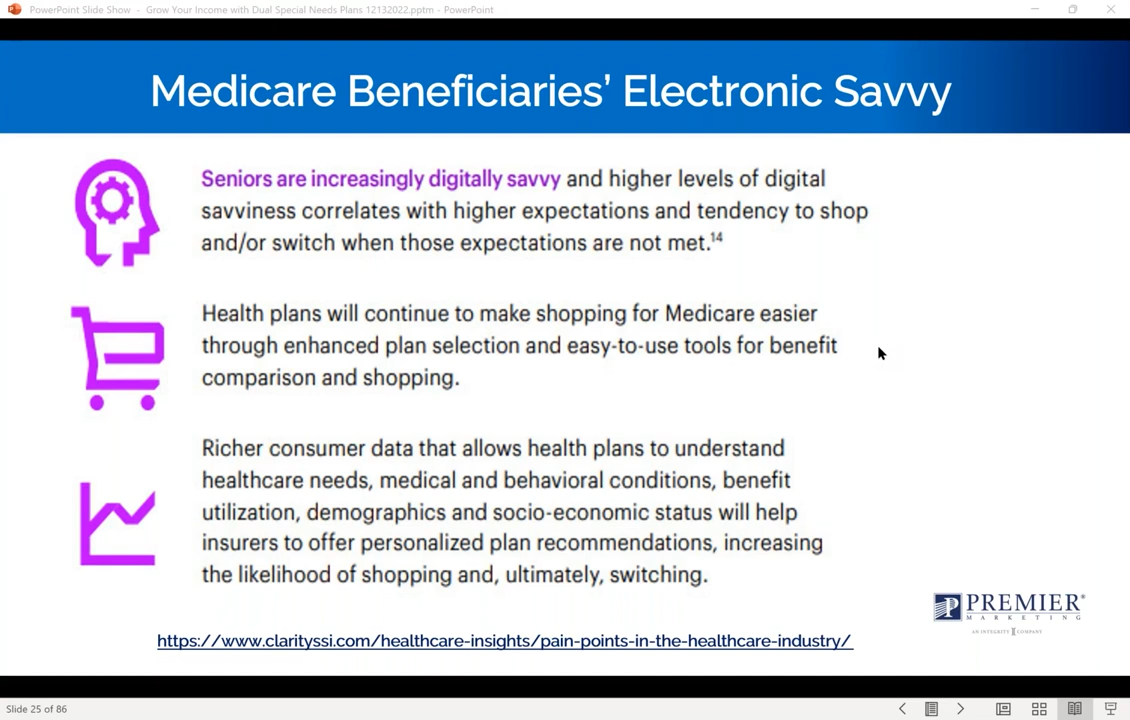 PowerPoint Slide Show - Grow Your Income with Dual Special Needs Plans 12132022.pptm - PowerPoint
Medicare Beneficiaries’ Electronic Savvy
Seniors are increasingly digitally savvy and higher levels of digital
savviness correlates with higher expectations and tendency to shop
and/or switch when those expectations are not met.14
Health plans will continue to make shopping for Medicare easier
through enhanced plan selection and easy-to-use tools for benefit
comparison and shopping.
Richer consumer data that allows health plans to understand
healthcare needs, medical and behavioral conditions, benefit
utilization, demographics and socio-economic status will help
insurers to offer personalized plan recommendations, increasing
the likelihood of shopping and, ultimately, switching.
PREMIER®
MARKETING
AN INTEGRITY COMPANY
https://www.clarityssi.com/healthcare-insights/pain-points-in-the-healthcare-industry/
Slide 25 of 86